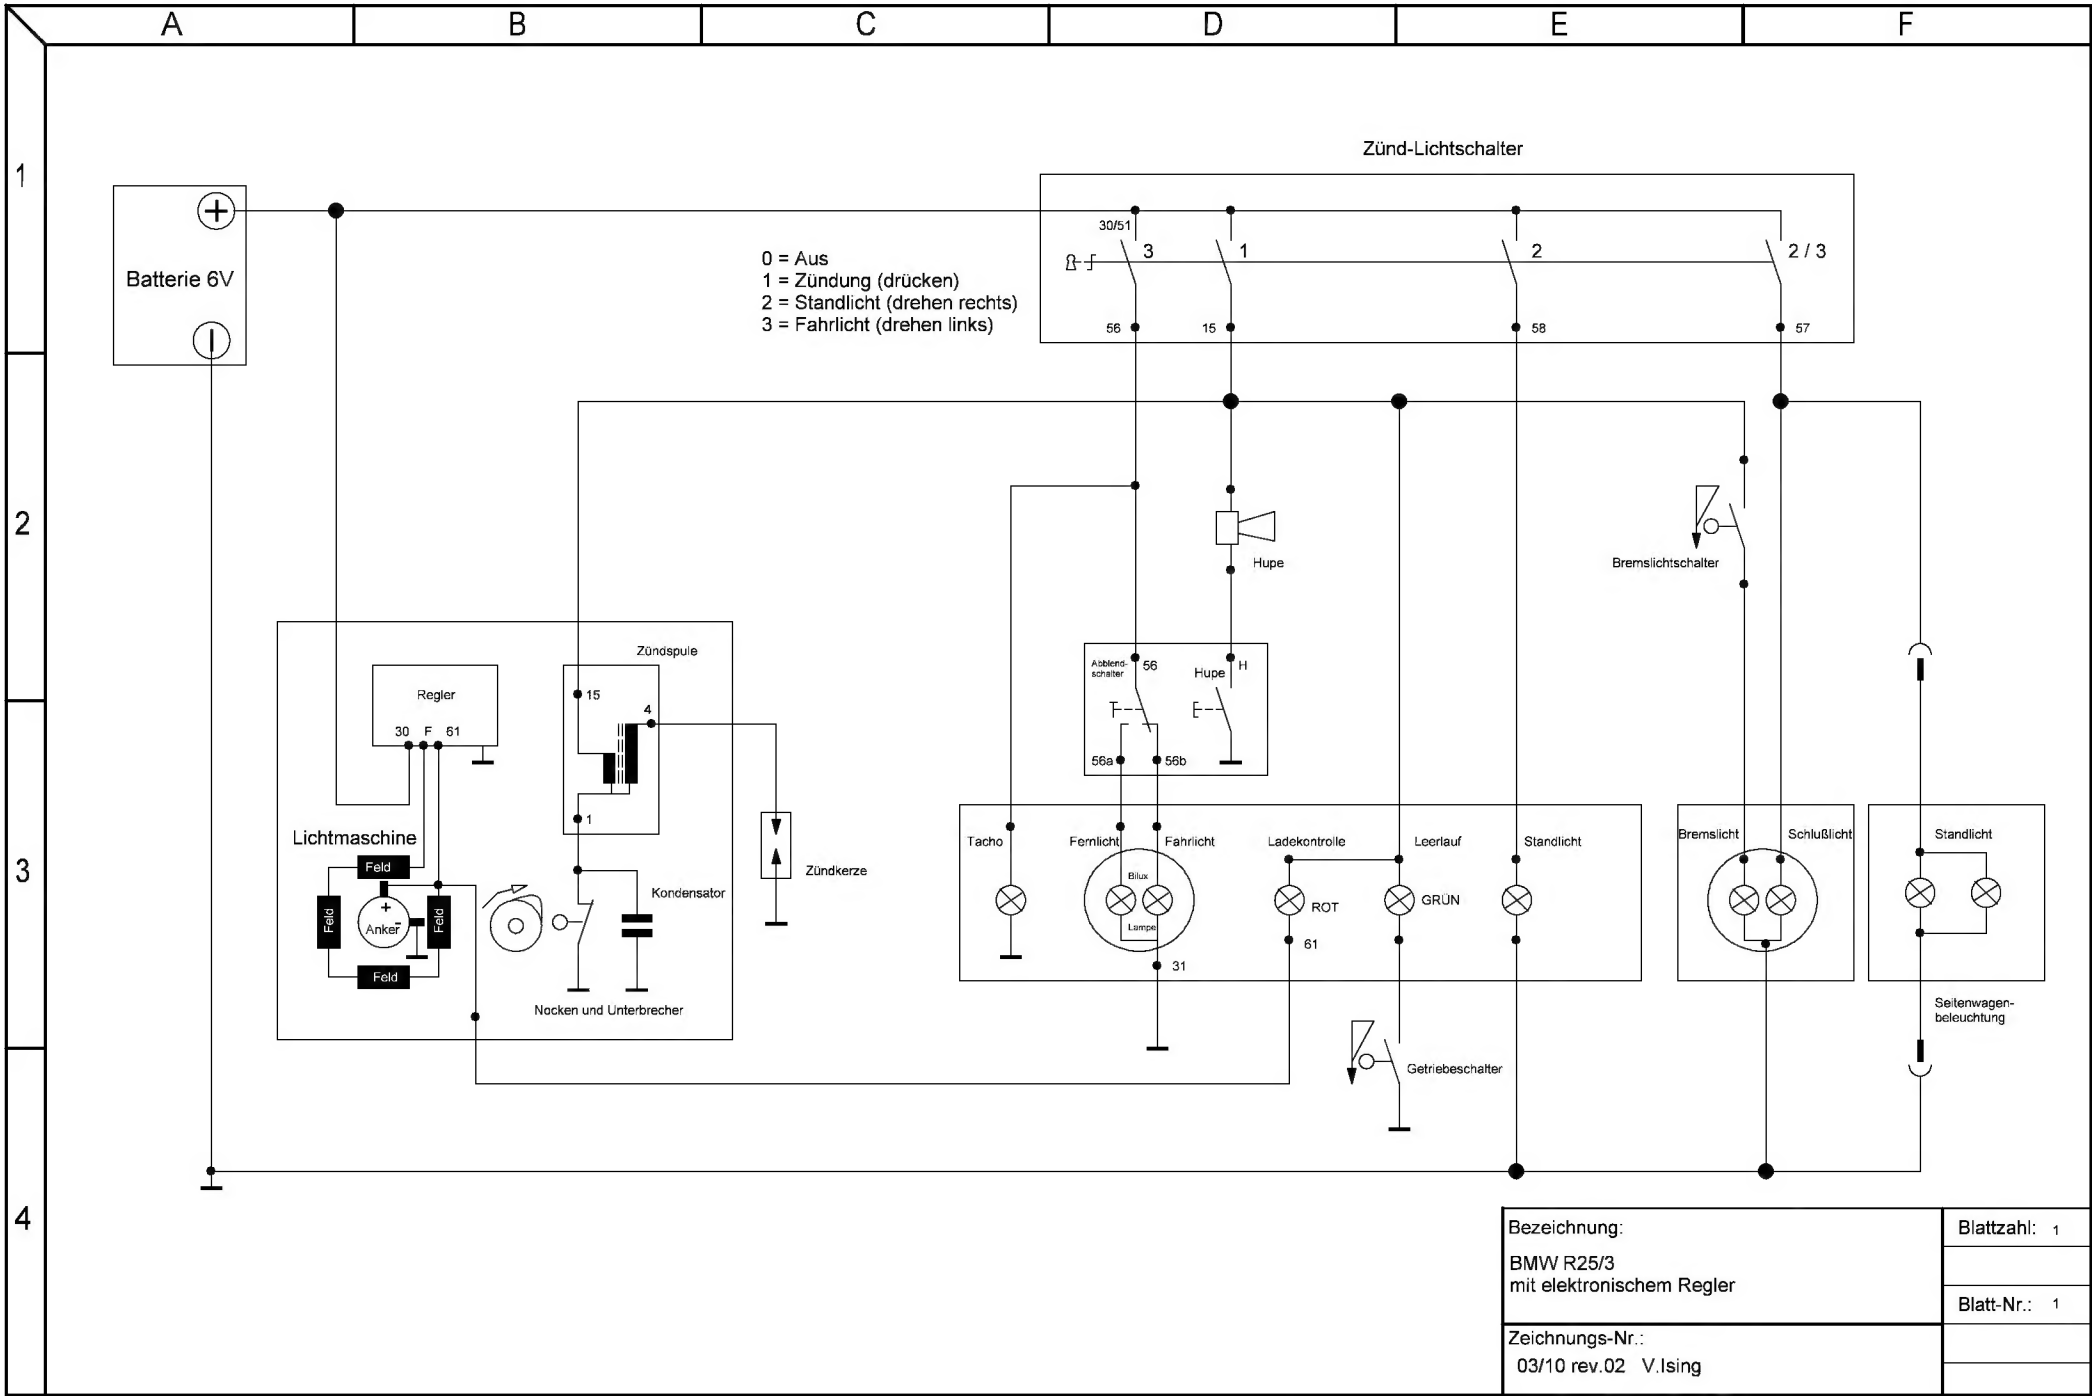 A
B
C
D
E
F
1
2
3
4
Zünd-Lichtschalter
+
Batterie 6V
0 = Aus
1 = Zündung (drücken)
2 = Standlicht (drehen rechts)
3 = Fahrlicht (drehen links)
30/51
3
1
2
2 / 3
56
15
58
57
Hupe
Bremslichtschalter
Zündspule
Regler
30 F 61
15
4
1
Abblend-
schalter
56
Hupe
H
56a
56b
Lichtmaschine
Feld
Feld
Feld
Feld
+
Anker
-
Kondensator
Nocken und Unterbrecher
Zündkerze
Tacho
Fernlicht
Fahrlicht
Bilux
Lampe
31
Ladekontrolle
ROT
61
Leerlauf
GRÜN
Standlicht
Bremslicht
Schlußlicht
Standlicht
Seitenwagen-
beleuchtung
Getriebeschalter
Bezeichnung:
BMW R25/3
mit elektronischem Regler
Zeichnungs-Nr.:
03/10 rev.02 V.Ising
Blattzahl: 1
Blatt-Nr.: 1